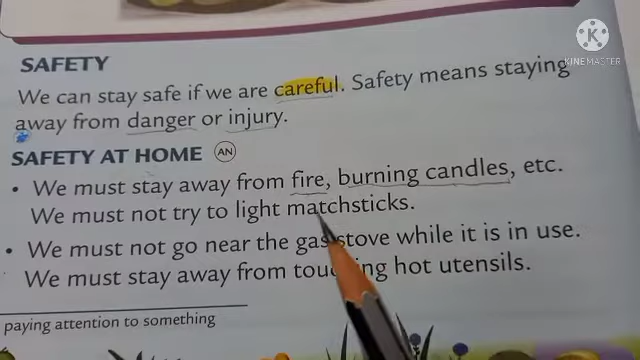 K
KINEMASTER
SAFETY
We can stay safe if we are careful. Safety means staying
away from danger or injury.
SAFETY AT HOME AN
• We must stay away from fire, burning candles, etc.
We must not try to light matchsticks.
• We must not go near the gas stove while it is in use.
We must stay away from touching hot utensils.
paying attention to something